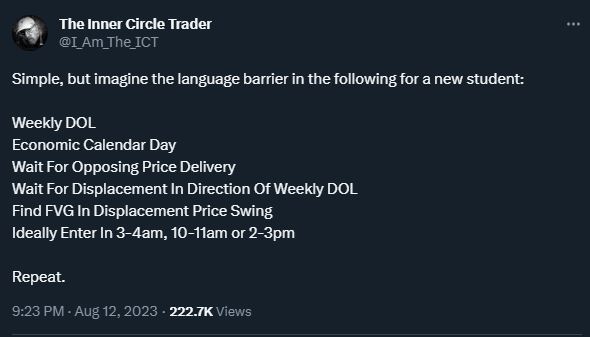 The Inner Circle Trader
@I_Am_The_ICT
Simple, but imagine the language barrier in the following for a new student:
Weekly DOL
Economic Calendar Day
Wait For Opposing Price Delivery
Wait For Displacement In Direction Of Weekly DOL
Find FVG In Displacement Price Swing
Ideally Enter In 3-4am, 10-11am or 2-3pm
Repeat.
9:23 PM · Aug 12, 2023 · 222.7K Views